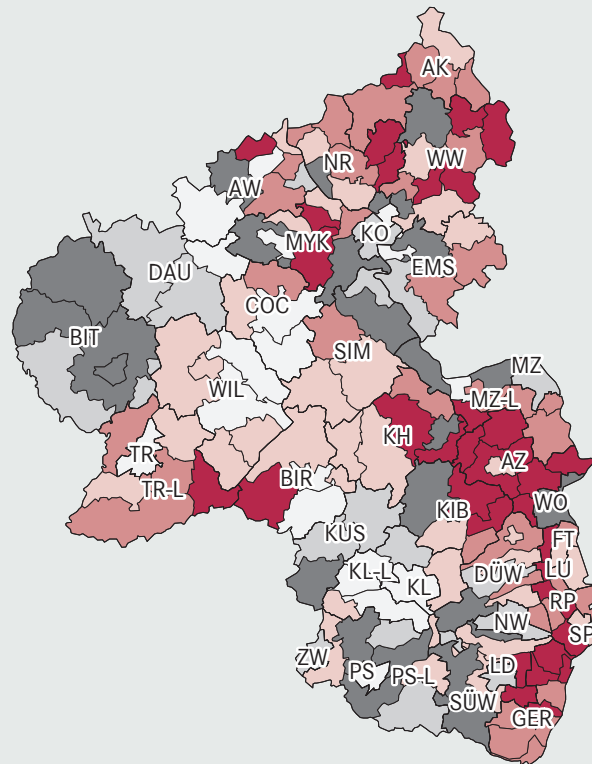 AK
NR
WW
AW
MYK
KO
DAU
EMS
COC
BIT
SIM
MZ
WIL
MZ-L
KH
AZ
TR
BIR
TR-L
WO
KIB
KUS
FT
KL-L
DÜW
LU
KL
RP
NW
SP
ZW
PS
PS-L
LD
SÜW
GER